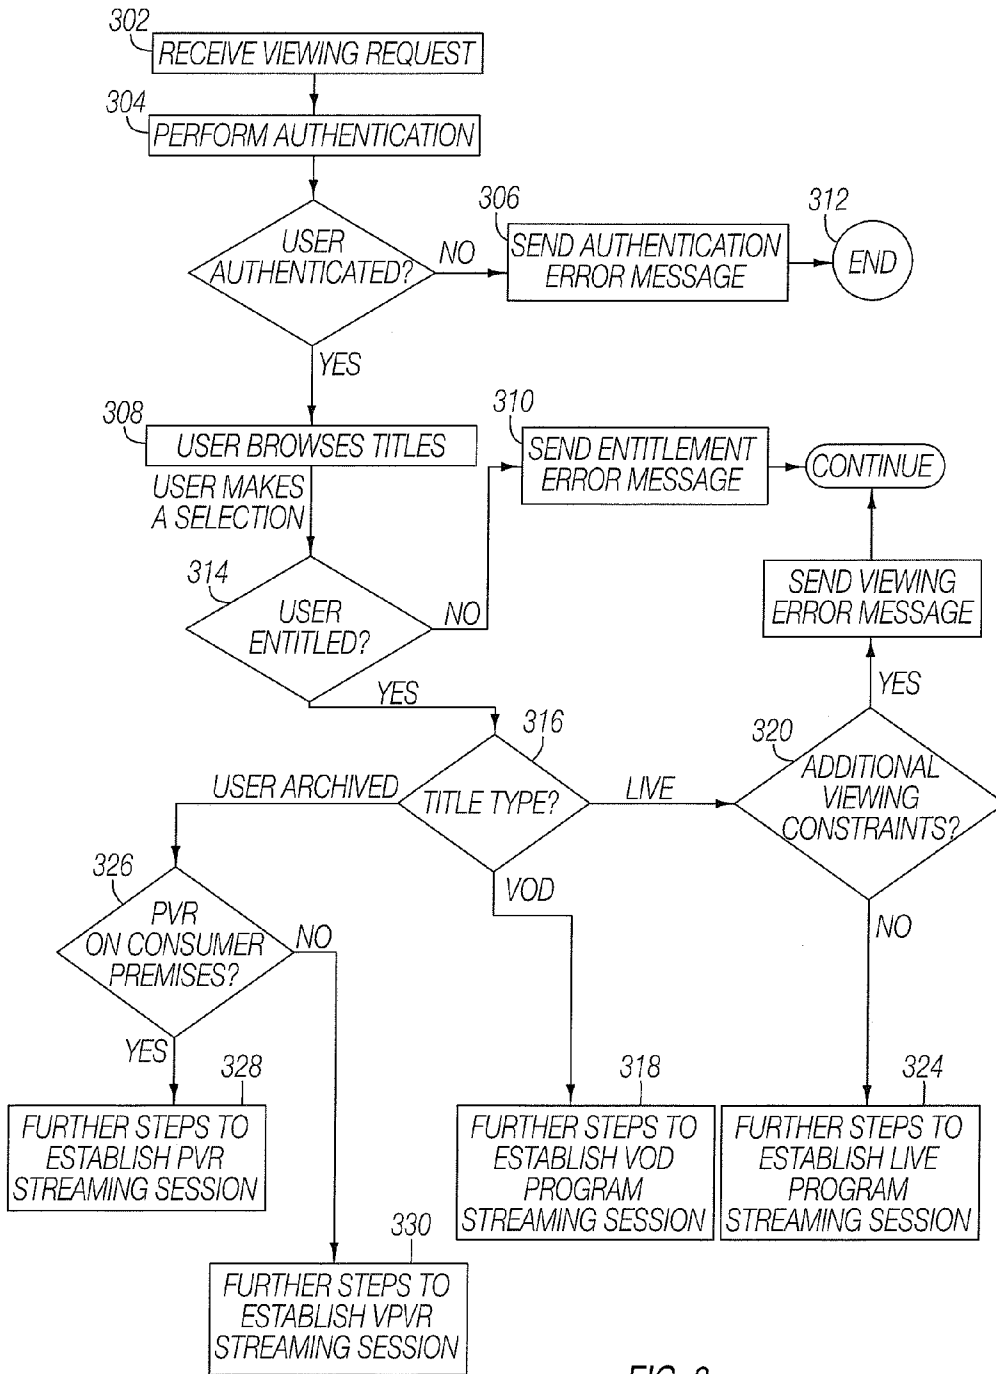 302
RECEIVE VIEWING REQUEST
304
PERFORM AUTHENTICATION
USER
AUTHENTICATED?
NO
306
SEND AUTHENTICATION
ERROR MESSAGE
312
END
YES
308
USER BROWSES TITLES
USER MAKES
A SELECTION
310
SEND ENTITLEMENT
ERROR MESSAGE
CONTINUE
314
USER
ENTITLED?
NO
SEND VIEWING
ERROR MESSAGE
YES
YES
316
TITLE TYPE?
USER ARCHIVED
LIVE
320
ADDITIONAL
VIEWING
CONSTRAINTS?
VOD
NO
326
PVR
ON CONSUMER
PREMISES?
NO
YES
328
FURTHER STEPS TO
ESTABLISH PVR
STREAMING SESSION
318
FURTHER STEPS TO
ESTABLISH VOD
PROGRAM
STREAMING SESSION
324
FURTHER STEPS TO
ESTABLISH LIVE
PROGRAM
STREAMING SESSION
330
FURTHER STEPS TO
ESTABLISH VPVR
STREAMING SESSION
FIG.